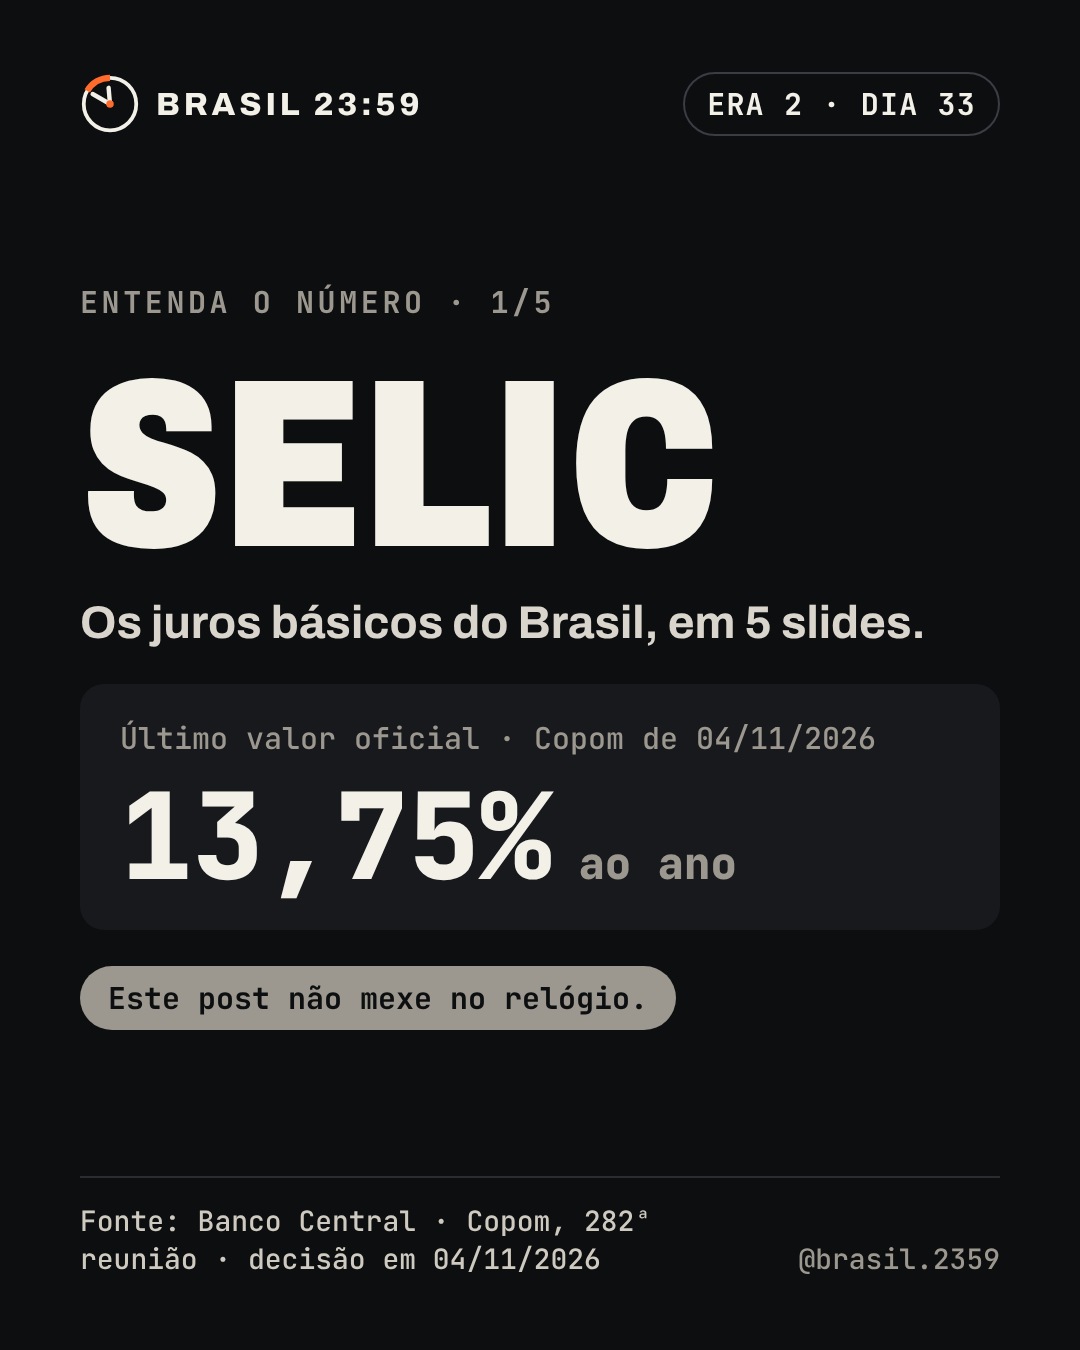 BRASIL 23:59
ERA 2 · DIA 33
ENTENDA O NÚMERO · 1/5
SELIC
Os juros básicos do Brasil, em 5 slides.
Último valor oficial · Copom de 04/11/2026
13,75% ao ano
Este post não mexe no relógio.
Fonte: Banco Central · Copom, 282ª
reunião · decisão em 04/11/2026
@brasil.2359